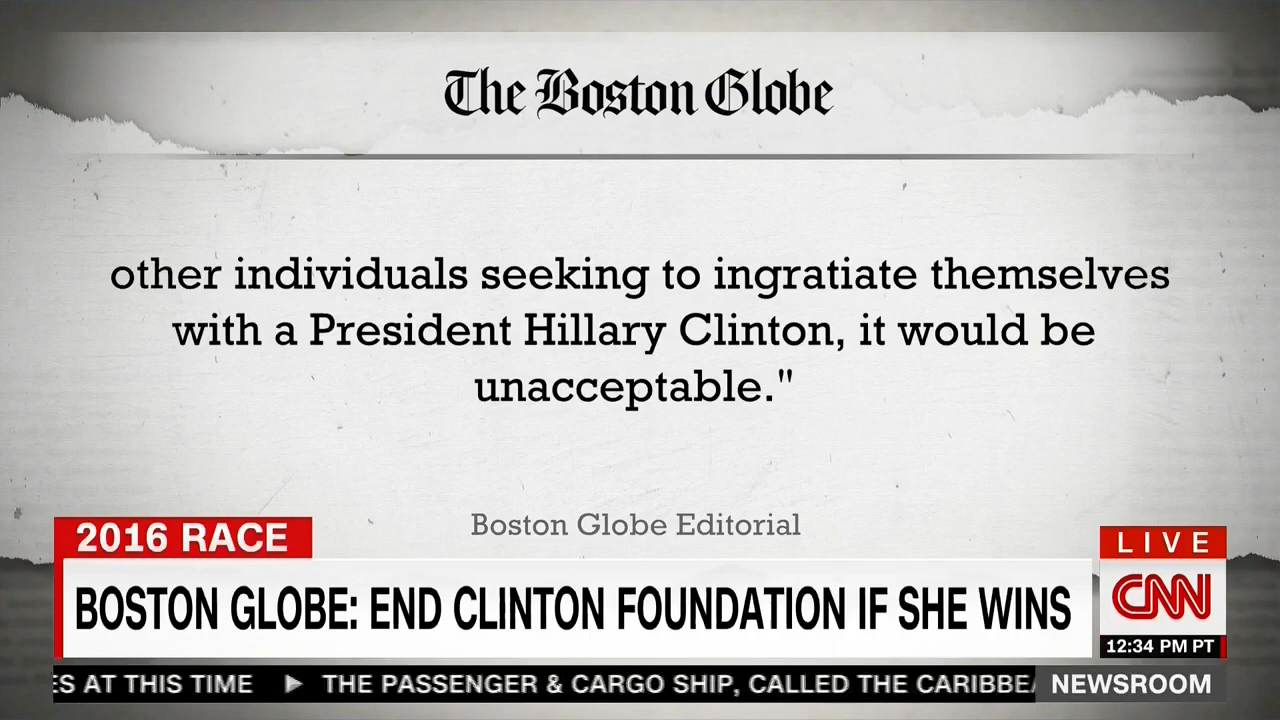 The Boston Globe
other individuals seeking to ingratiate themselves
with a President Hillary Clinton, it would be
unacceptable."
Boston Globe Editorial
2016 RACE
BOSTON GLOBE: END CLINTON FOUNDATION IF SHE WINS
LIVE
CNN
12:34 PM PT
ES AT THIS TIME ▶ THE PASSENGER & CARGO SHIP, CALLED THE CARIBBE
NEWSROOM